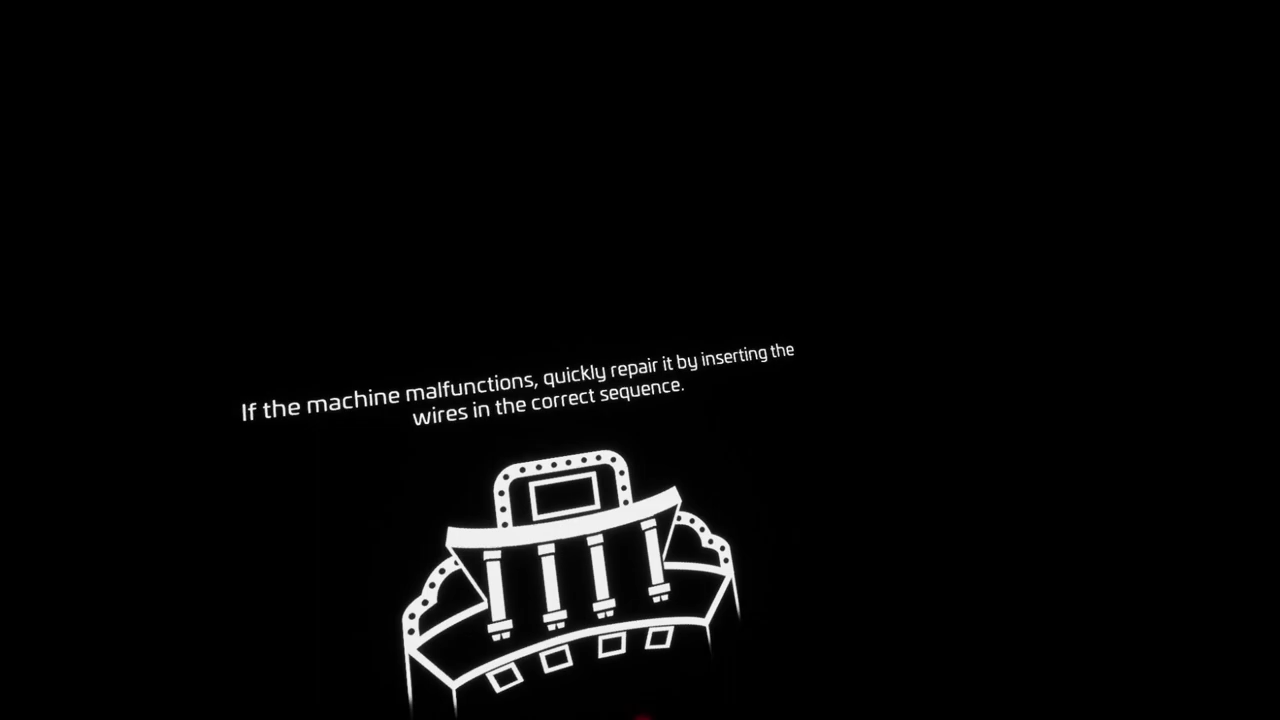 If the machine malfunctions, quickly repair it by inserting the
wires in the correct sequence.